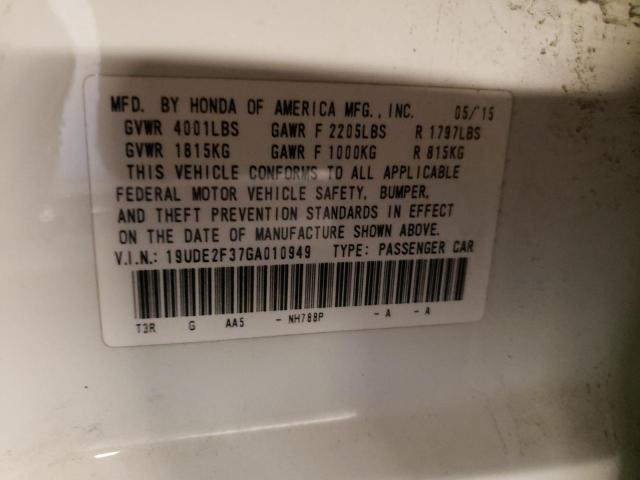 MFD. BY HONDA OF AMERICA MFG., INC. 05/15
GVWR 4001LBS GAWR F 2205LBS R 1797LBS
GVWR 1815KG GAWR F 1000KG R 815KG
THIS VEHICLE CONFORMS TO ALL APPLICABLE
FEDERAL MOTOR VEHICLE SAFETY, BUMPER,
AND THEFT PREVENTION STANDARDS IN EFFECT
ON THE DATE OF MANUFACTURE SHOWN ABOVE.
V.I.N.: 19UDE2F37GA010949 TYPE: PASSENGER CAR
T3R G AA5 - NH788P - A - A